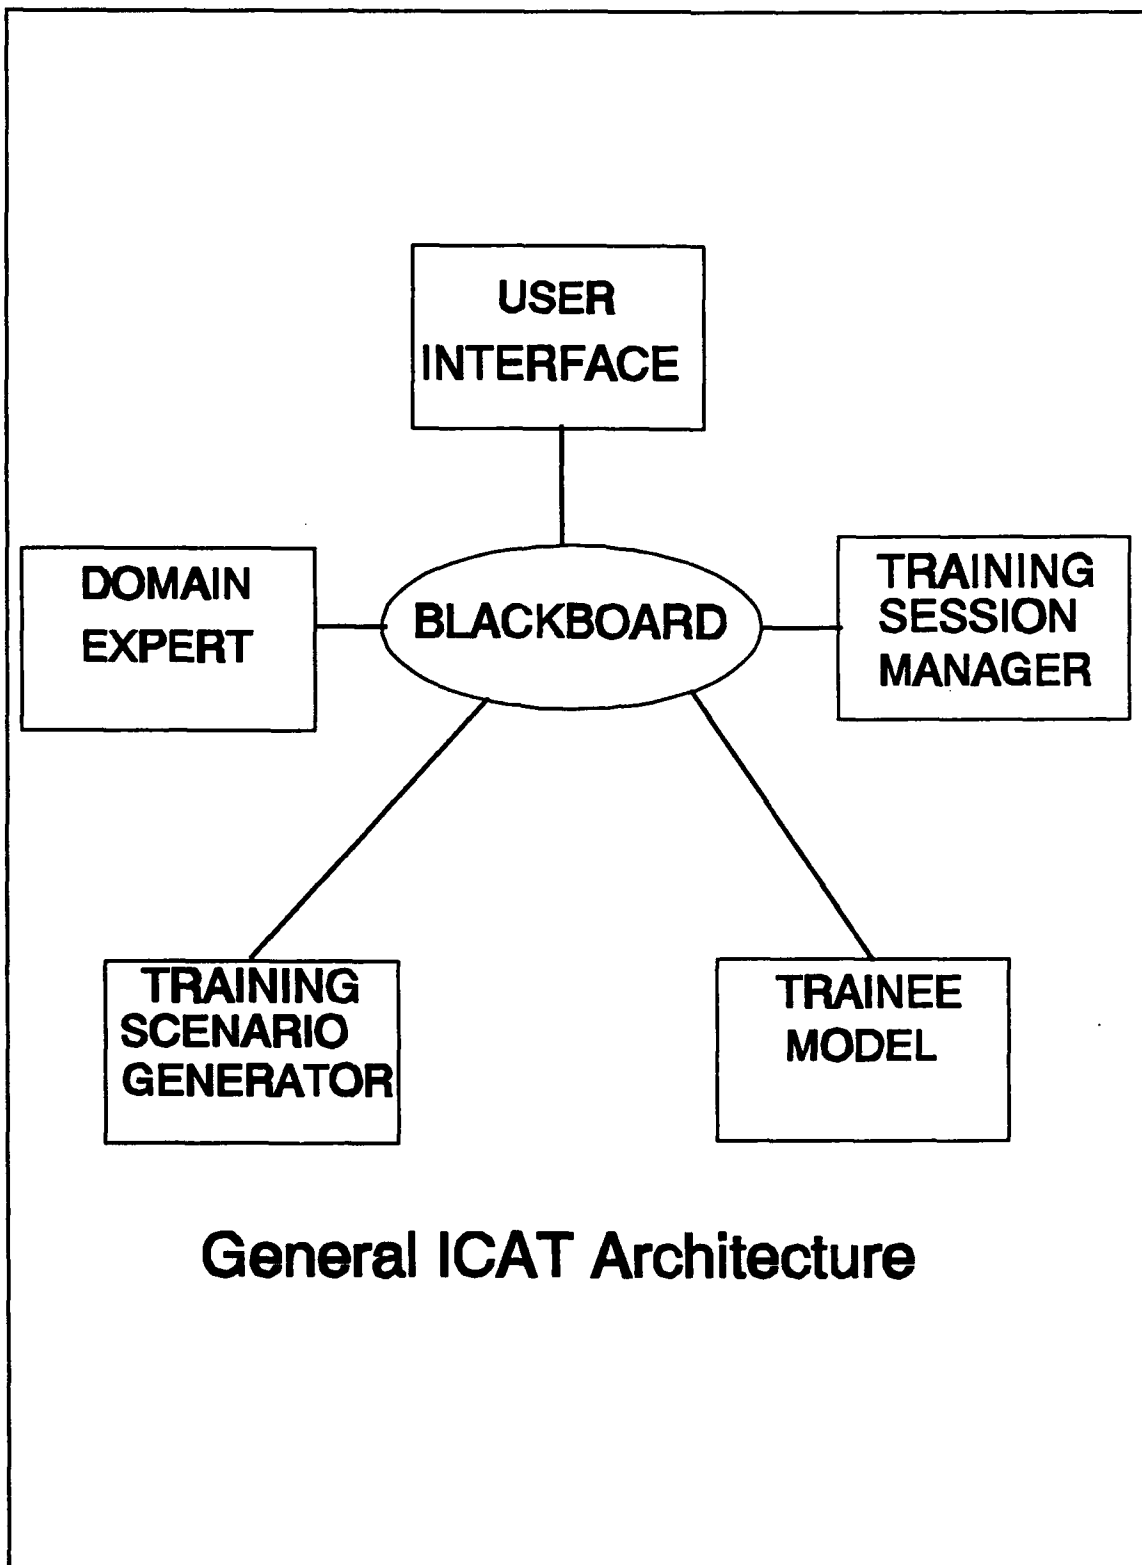 USER
INTERFACE
DOMAIN
EXPERT
BLACKBOARD
TRAINING
SESSION
MANAGER
TRAINING
SCENARIO
GENERATOR
TRAINEE
MODEL
General ICAT Architecture